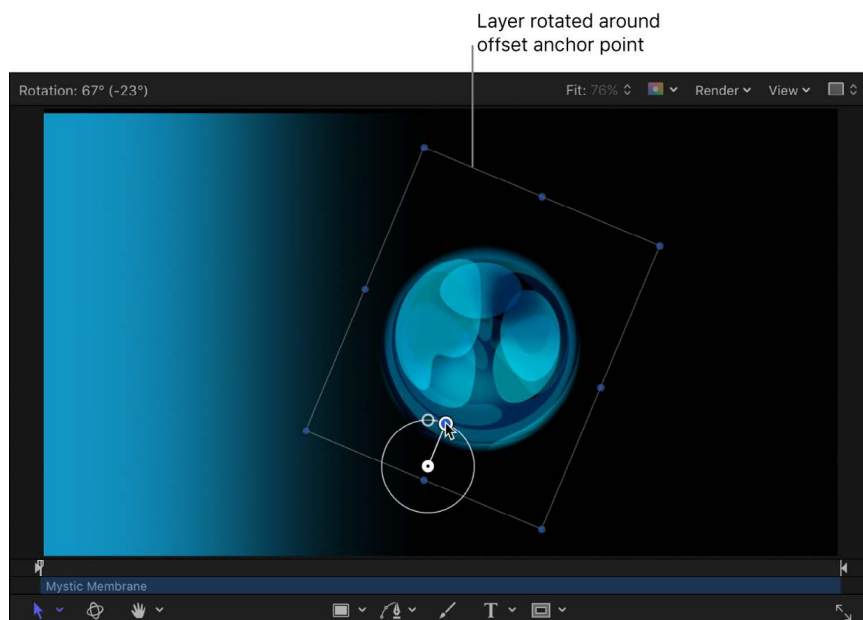 Layer rotated around
offset anchor point
Rotation: 67° (-23°)
Fit: 76%
Render
View
Mystic Membrane
T